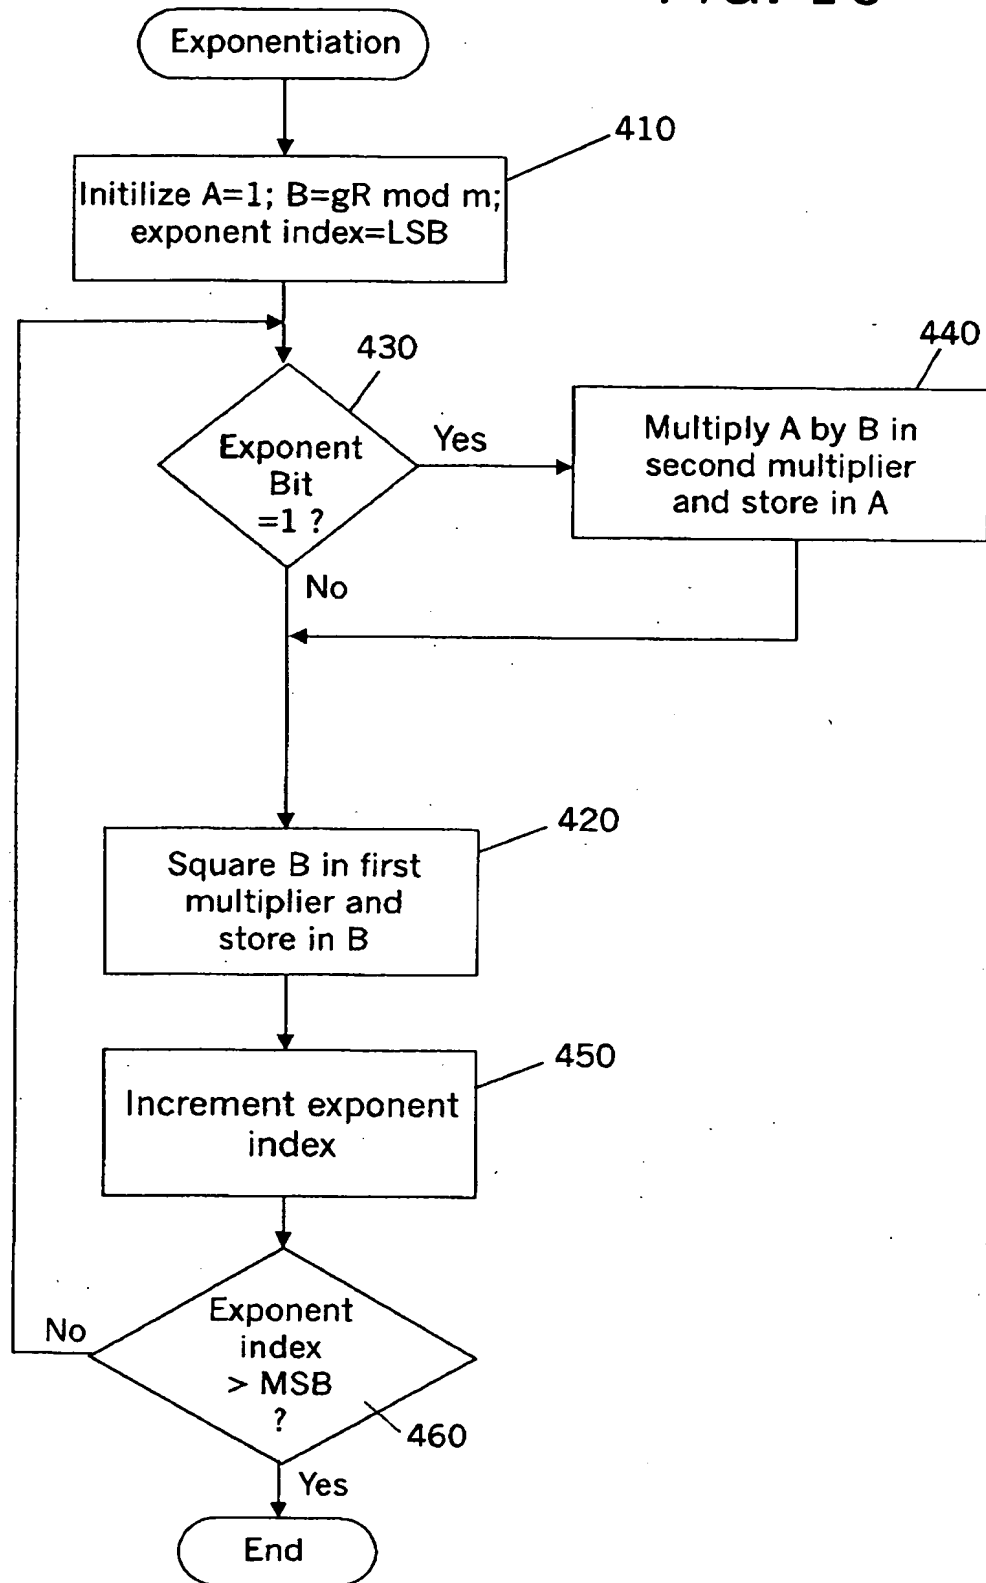 Exponentiation
410
Initilize A=1; B=gR mod m;
exponent index=LSB
430
440
Exponent
Bit
=1 ?
Yes
Multiply A by B in
second multiplier
and store in A
No
420
Square B in first
multiplier and
store in B
450
Increment exponent
index
Exponent
index
> MSB
?
No
460
Yes
End